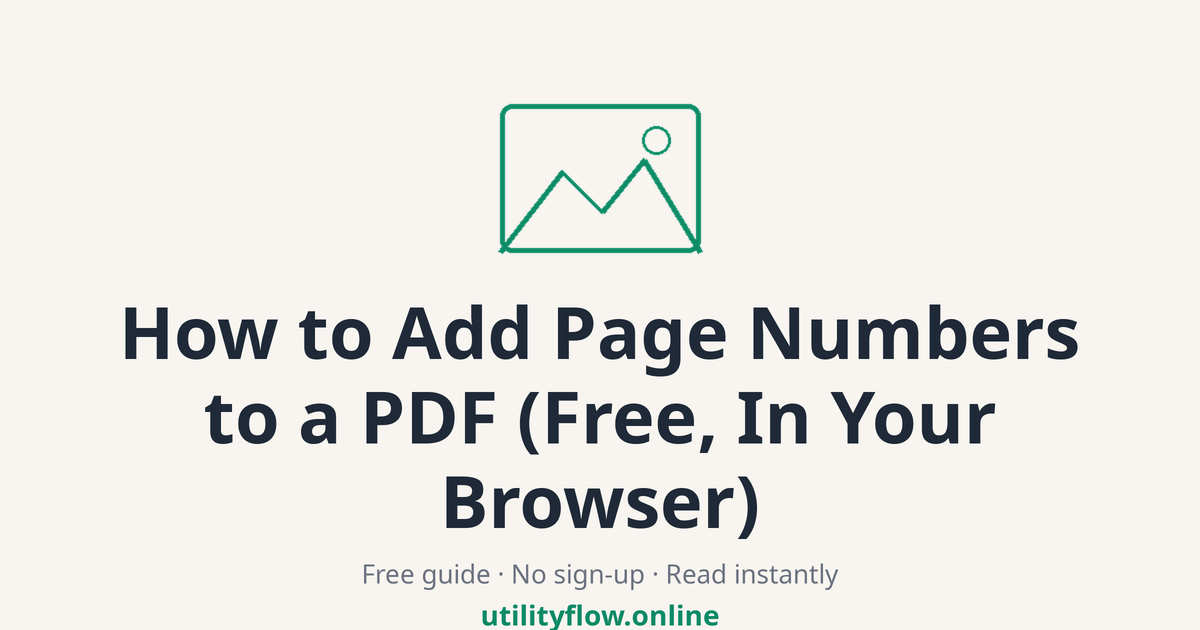 How to Add Page Numbers
to a PDF (Free, In Your
Browser)
Free guide · No sign-up · Read instantly
utilityflow.online